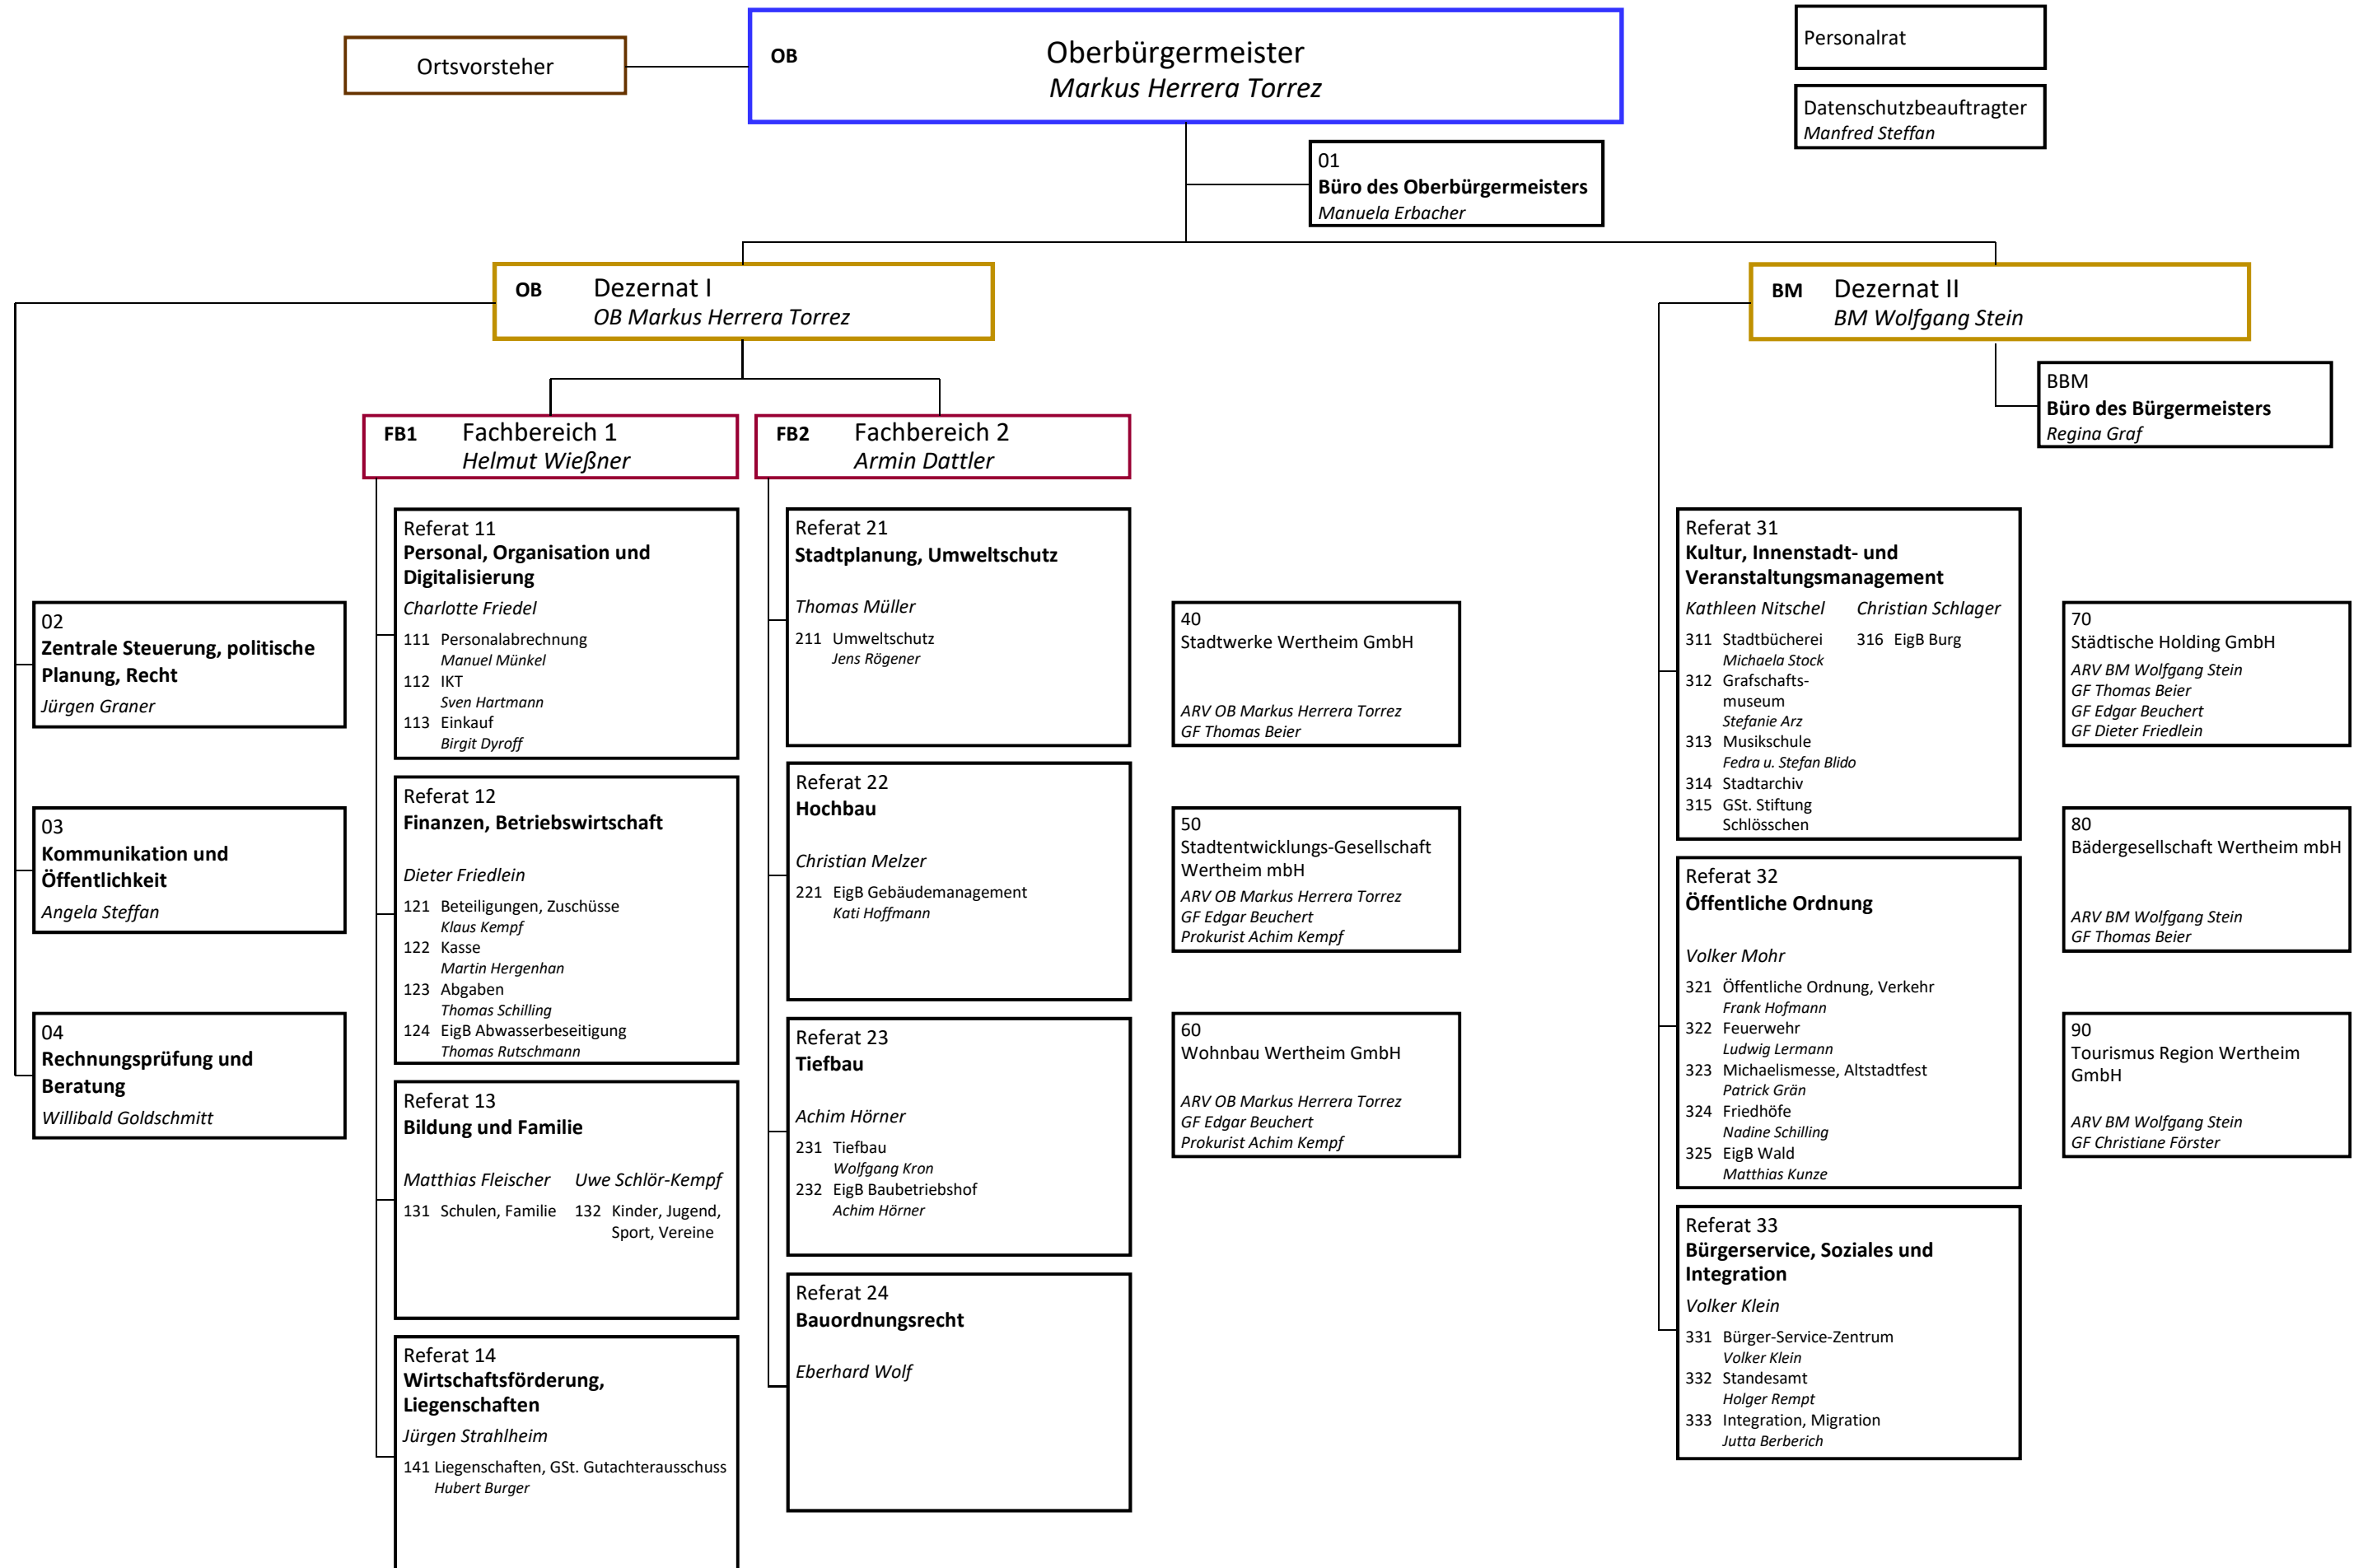 Ortsvorsteher
OB
Oberbürgermeister
Markus Herrera Torrez
Personalrat
Datenschutzbeauftragter
Manfred Steffan
01
Büro des Oberbürgermeisters
Manuela Erbacher
OB Dezernat I
OB Markus Herrera Torrez
BM Dezernat II
BM Wolfgang Stein
BBM
Büro des Bürgermeisters
Regina Graf
FB1 Fachbereich 1
Helmut Wießner
FB2 Fachbereich 2
Armin Dattler
02
Zentrale Steuerung, politische
Planung, Recht
Jürgen Graner
03
Kommunikation und
Öffentlichkeit
Angela Steffan
04
Rechnungsprüfung und
Beratung
Willibald Goldschmitt
Referat 11
Personal, Organisation und
Digitalisierung
Charlotte Friedel
111 Personalabrechnung
Manuel Münkel
112 IKT
Sven Hartmann
113 Einkauf
Birgit Dyroff
Referat 12
Finanzen, Betriebswirtschaft
Dieter Friedlein
121 Beteiligungen, Zuschüsse
Klaus Kempf
122 Kasse
Martin Hergenhan
123 Abgaben
Thomas Schilling
124 EigB Abwasserbeseitigung
Thomas Rutschmann
Referat 13
Bildung und Familie
Matthias Fleischer Uwe Schlör-Kempf
131 Schulen, Familie 132 Kinder, Jugend,
Sport, Vereine
Referat 14
Wirtschaftsförderung,
Liegenschaften
Jürgen Strahlheim
141 Liegenschaften, GSt. Gutachterausschuss
Hubert Burger
Referat 21
Stadtplanung, Umweltschutz
Thomas Müller
211 Umweltschutz
Jens Rögener
Referat 22
Hochbau
Christian Melzer
221 EigB Gebäudemanagement
Kati Hoffmann
Referat 23
Tiefbau
Achim Hörner
231 Tiefbau
Wolfgang Kron
232 EigB Baubetriebshof
Achim Hörner
Referat 24
Bauordnungsrecht
Eberhard Wolf
40
Stadtwerke Wertheim GmbH
ARV OB Markus Herrera Torrez
GF Thomas Beier
50
Stadtentwicklungs-Gesellschaft
Wertheim mbH
ARV OB Markus Herrera Torrez
GF Edgar Beuchert
Prokurist Achim Kempf
60
Wohnbau Wertheim GmbH
ARV OB Markus Herrera Torrez
GF Edgar Beuchert
Prokurist Achim Kempf
Referat 31
Kultur, Innenstadt- und
Veranstaltungsmanagement
Kathleen Nitschel Christian Schlager
311 Stadtbücherei 316 EigB Burg
Michaela Stock
312 Grafschafts-
museum
Stefanie Arz
313 Musikschule
Fedra u. Stefan Blido
314 Stadtarchiv
315 GSt. Stiftung
Schlösschen
Referat 32
Öffentliche Ordnung
Volker Mohr
321 Öffentliche Ordnung, Verkehr
Frank Hofmann
322 Feuerwehr
Ludwig Lermann
323 Michaelismesse, Altstadtfest
Patrick Grän
324 Friedhöfe
Nadine Schilling
325 EigB Wald
Matthias Kunze
Referat 33
Bürgerservice, Soziales und
Integration
Volker Klein
331 Bürger-Service-Zentrum
Volker Klein
332 Standesamt
Holger Rempt
333 Integration, Migration
Jutta Berberich
70
Städtische Holding GmbH
ARV BM Wolfgang Stein
GF Thomas Beier
GF Edgar Beuchert
GF Dieter Friedlein
80
Bädergesellschaft Wertheim mbH
ARV BM Wolfgang Stein
GF Thomas Beier
90
Tourismus Region Wertheim
GmbH
ARV BM Wolfgang Stein
GF Christiane Förster